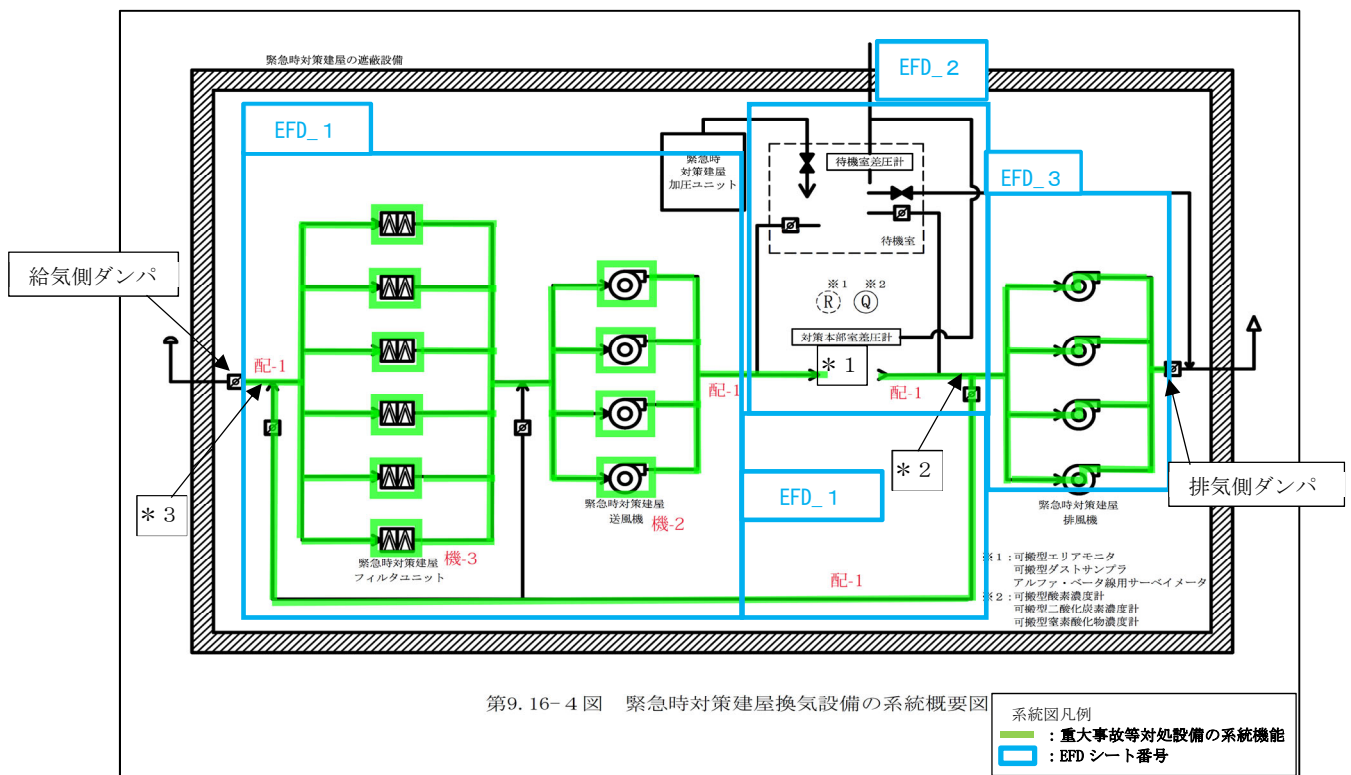 緊急時対策建屋の遮蔽設備
EFD_2
EFD_1
緊急時
対策建屋
加圧ユニット
待機室差圧計
EFD_3
待機室
給気側ダンパ
※1
※2
R
Q
対策本部室差圧計
配-1
配-1
*1
配-1
*2
*3
EFD_1
排気側ダンパ
緊急時対策建屋
送風機
機-2
緊急時対策建屋
排風機
機-3
緊急時対策建屋
フィルタユニット
配-1
※1:可搬型エリアモニタ
可搬型ダストサンプラ
アルファ・ベータ線用サーベイメータ
※2:可搬型酸素濃度計
可搬型二酸化炭素濃度計
可搬型窒素酸化物濃度計
第9.16-4図 緊急時対策建屋換気設備の系統概要図
系統図凡例
:重大事故等対処設備の系統機能
:EFDシート番号